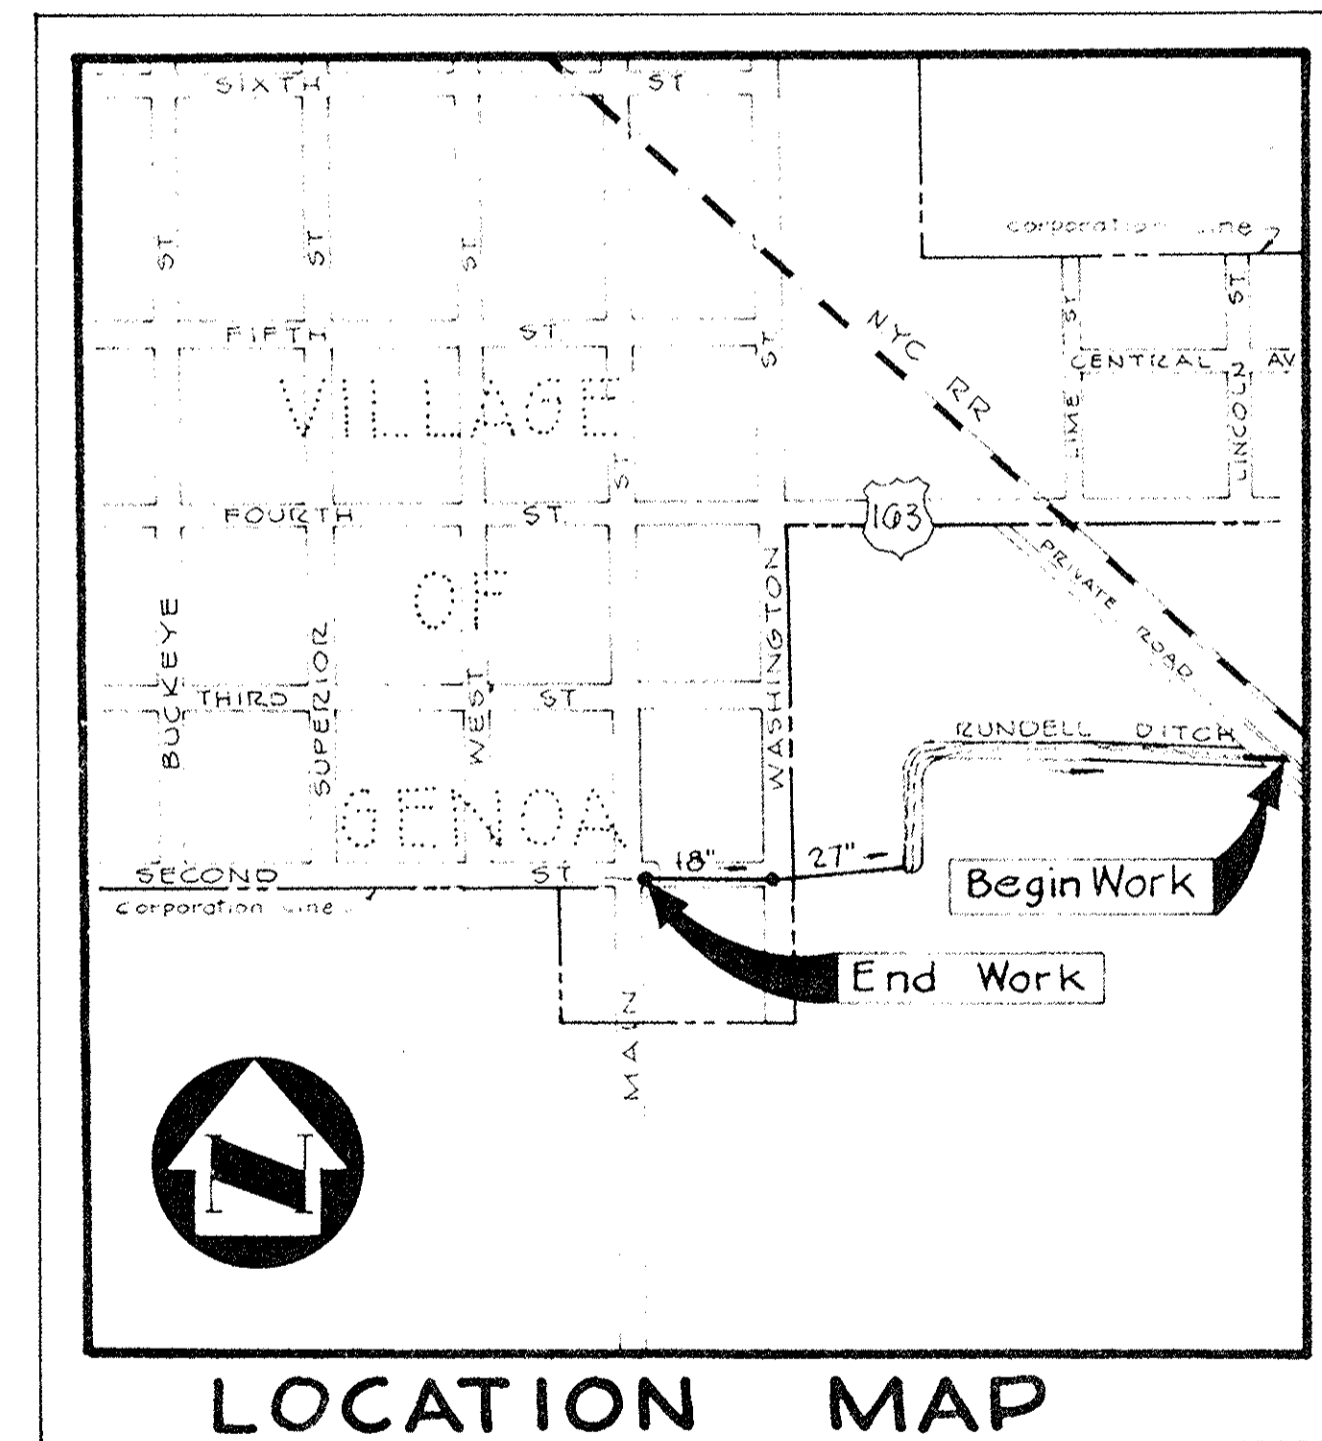 SIXTH ST
corporation line
ST
ST
ST
ST
ST
ST
NYC RR
FIFTH ST
CENTRAL AV
LIME
LINCOLN
VILLAGE
ST
ST
FOURTH ST.
163
PRIVATE ROAD
OF
BUCKEYE
SUPERIOR
WEST
WASHINGTON
THIRD ST
RUNDELL DITCH
GENOA
18"
27"
SECOND ST
Corporation Line
Begin Work
End Work
MAIN
N
LOCATION MAP